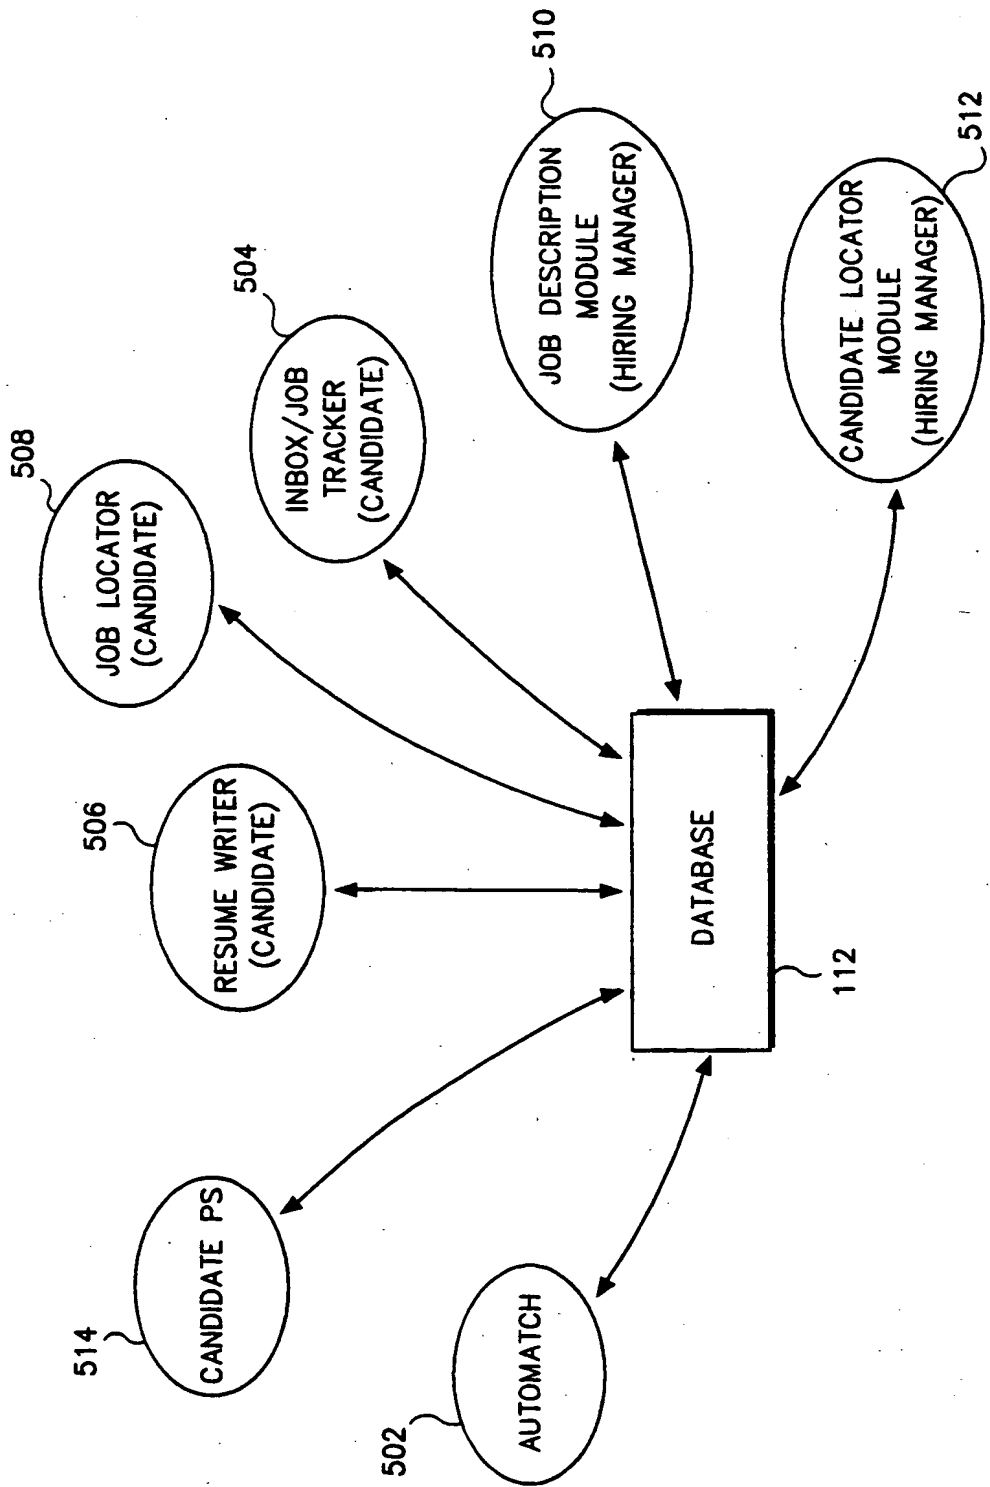 502
AUTOMATCH
514
CANDIDATE PS
506
RESUME WRITER
(CANDIDATE)
508
JOB LOCATOR
(CANDIDATE)
504
INBOX/JOB
TRACKER
(CANDIDATE)
510
JOB DESCRIPTION
MODULE
(HIRING MANAGER)
512
CANDIDATE LOCATOR
MODULE
(HIRING MANAGER)
DATABASE
112